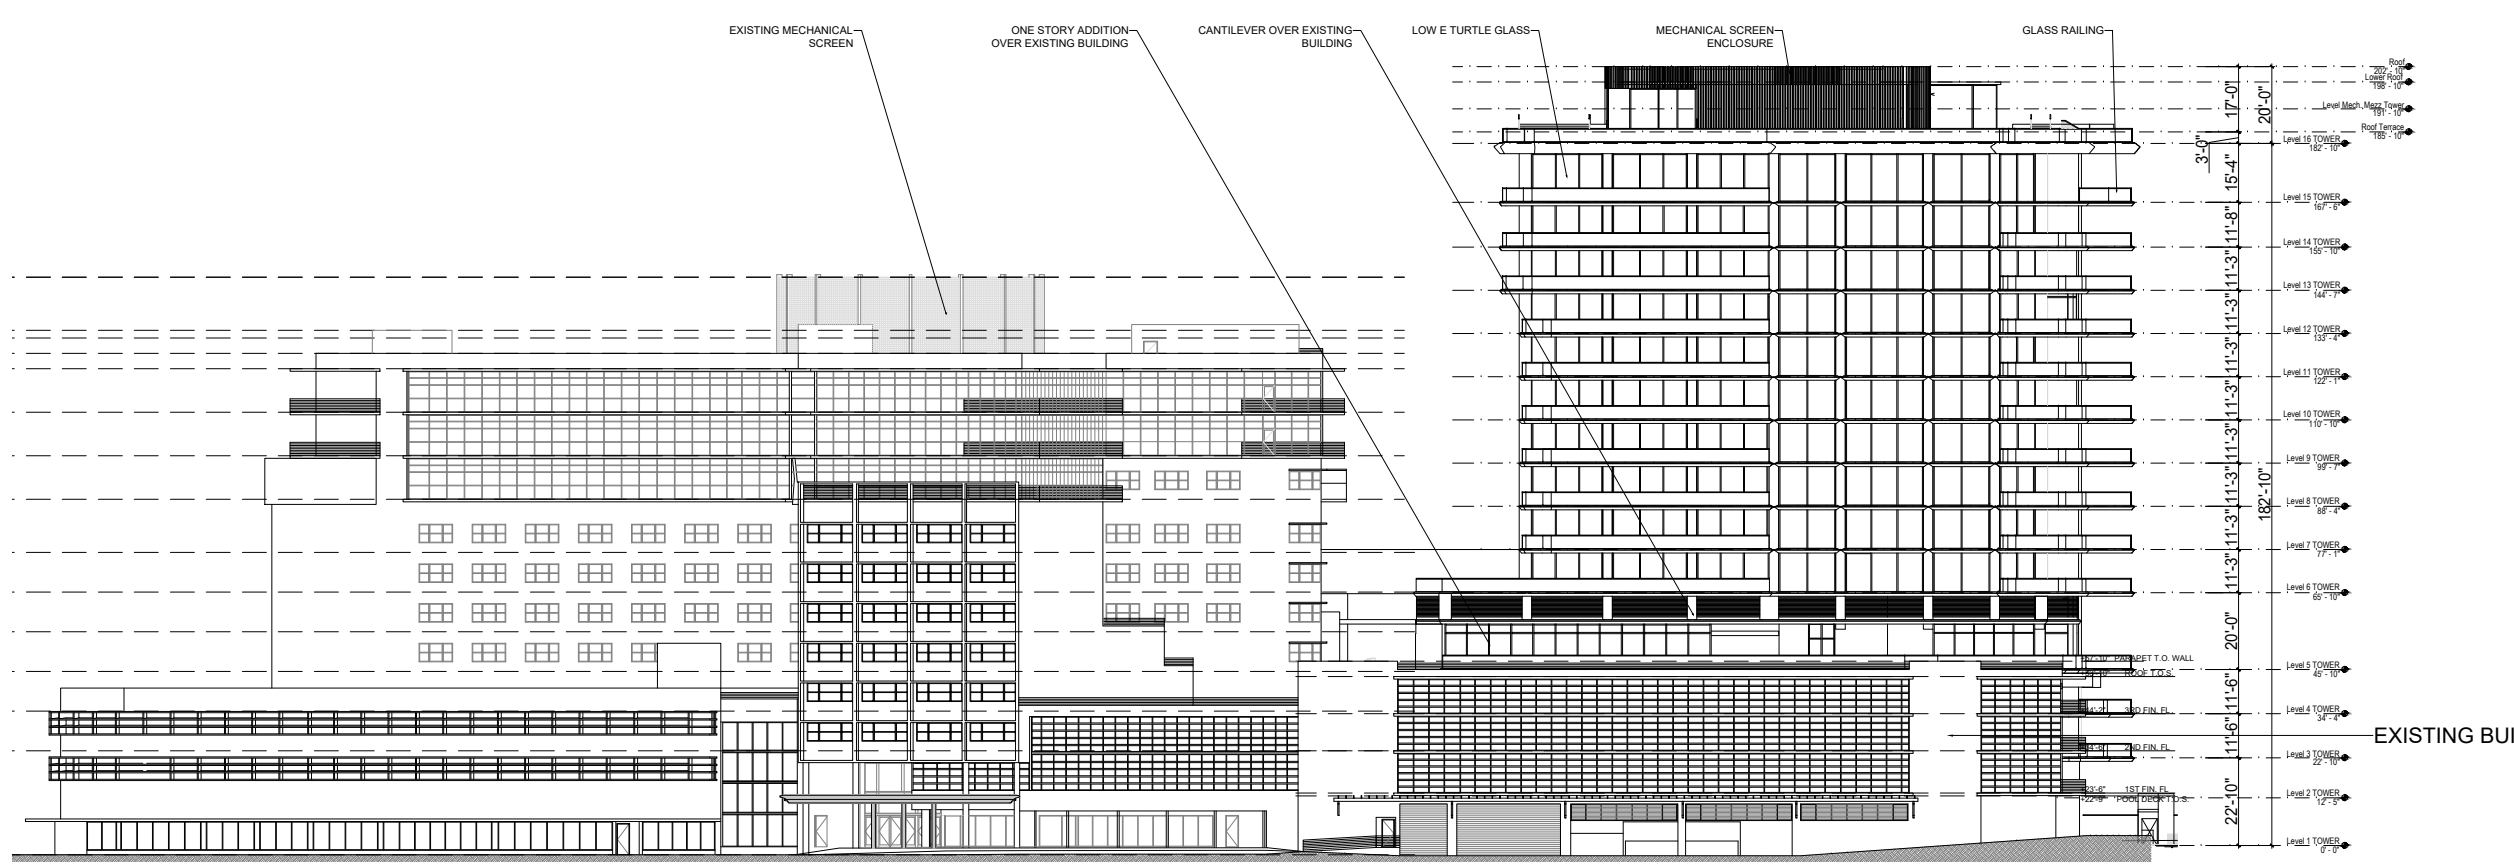 EXISTING MECHANICAL
SCREEN
ONE STORY ADDITION
OVER EXISTING BUILDING
CANTILEVER OVER EXISTING
BUILDING
LOW E TURTLE GLASS
MECHANICAL SCREEN
ENCLOSURE
GLASS RAILING
Roof
202' - 10"
Lower Roof
198' - 10"
Level Mech. Mezz Tower
191' - 10"
Roof Terrace
185' - 10"
Level 16 TOWER
182' - 10"
Level 15 TOWER
167' - 6"
Level 14 TOWER
155' - 10"
Level 13 TOWER
144' - 7"
Level 12 TOWER
133' - 4"
Level 11 TOWER
122' - 1"
Level 10 TOWER
110' - 10"
Level 9 TOWER
99' - 7"
Level 8 TOWER
88' - 4"
Level 7 TOWER
77' - 1"
Level 6 TOWER
65' - 10"
Level 5 TOWER
45' - 10"
Level 4 TOWER
34' - 4"
Level 3 TOWER
22' - 10"
Level 2 TOWER
12' - 5"
Level 1 TOWER
0' - 0"
17'-0"
20'-0"
3'-0"
15'-4"
11'-8"
11'-3"
11'-3"
11'-3"
11'-3"
11'-3"
11'-3"
11'-3"
11'-3"
182'-10"
20'-0"
11'-6"
11'-6"
22'-10"
PARAPET T.O. WALL
ROOF T.O.S.
3RD FIN. FL.
2ND FIN. FL.
+23'-6" 1ST FIN. FL.
+22'-9" POOL DECK T.O.S.
EXISTING BUI